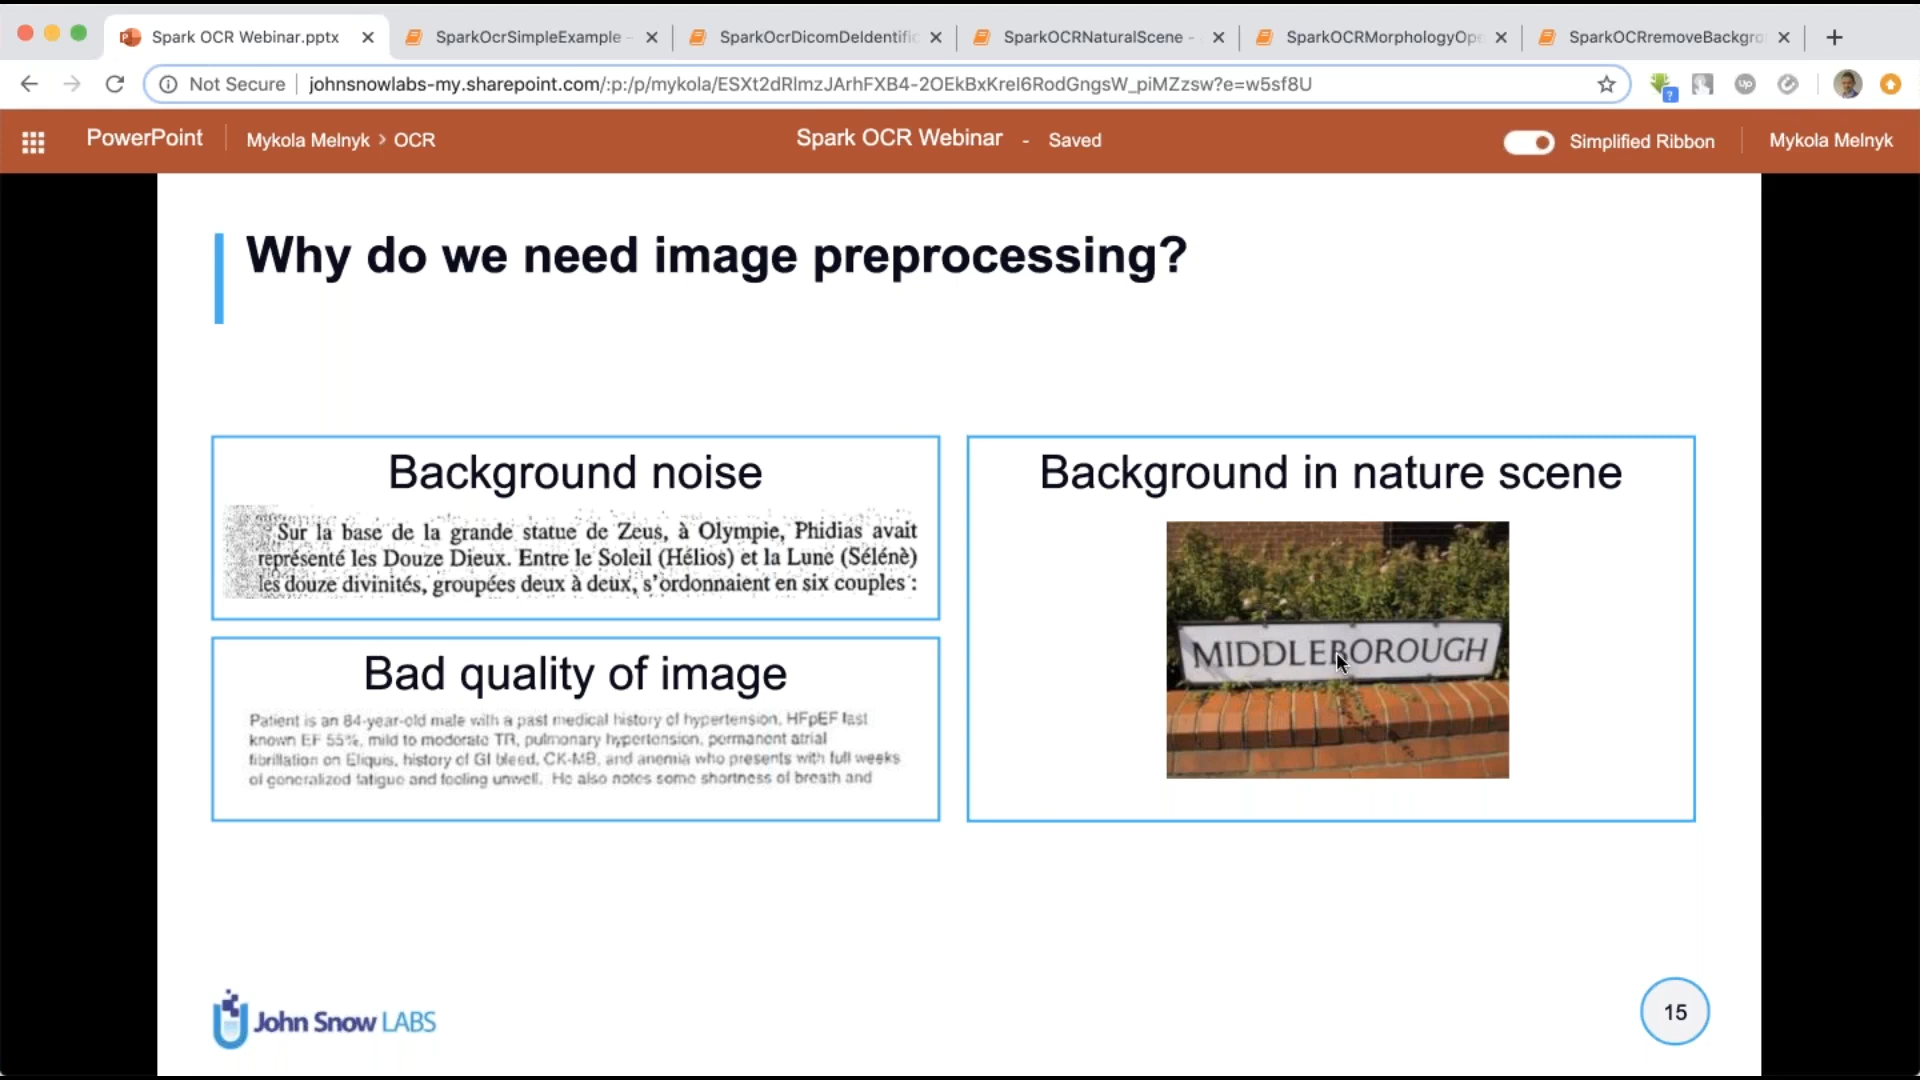 Spark OCR Webinar.pptx
SparkOcrSimpleExample -
SparkOcrDicomDeIdentific
SparkOCRNaturalScene -
SparkOCRMorphologyOpe
SparkOCRremoveBackgro
Not Secure johnsnowlabs-my.sharepoint.com/:p:/p/mykola/ESXt2dRlmzJArhFXB4-2OEkBxKreI6RodGngsW_piMZzsw?e=w5sf8U
PowerPoint Mykola Melnyk > OCR Spark OCR Webinar - Saved Simplified Ribbon Mykola Melnyk
Why do we need image preprocessing?
Background noise
Sur la base de la grande statue de Zeus, à Olympie, Phidias avait
représenté les Douze Dieux. Entre le Soleil (Hélios) et la Lune (Séléné)
les douze divinités, groupées deux à deux, s'ordonnaient en six couples :
Bad quality of image
Patient is an 84-year-old male with a past medical history of hypertension, HFpEF last
known EF 55%, mild to moderate TR, pulmonary hypertension, permanent atrial
fibrillation on Eliquis, history of GI bleed, CK-MB, and anemia who presents with full weeks
of generalized fatigue and feeling unwell. He also notes some shortness of breath and
Background in nature scene
MIDDLEBOROUGH
John Snow LABS
15